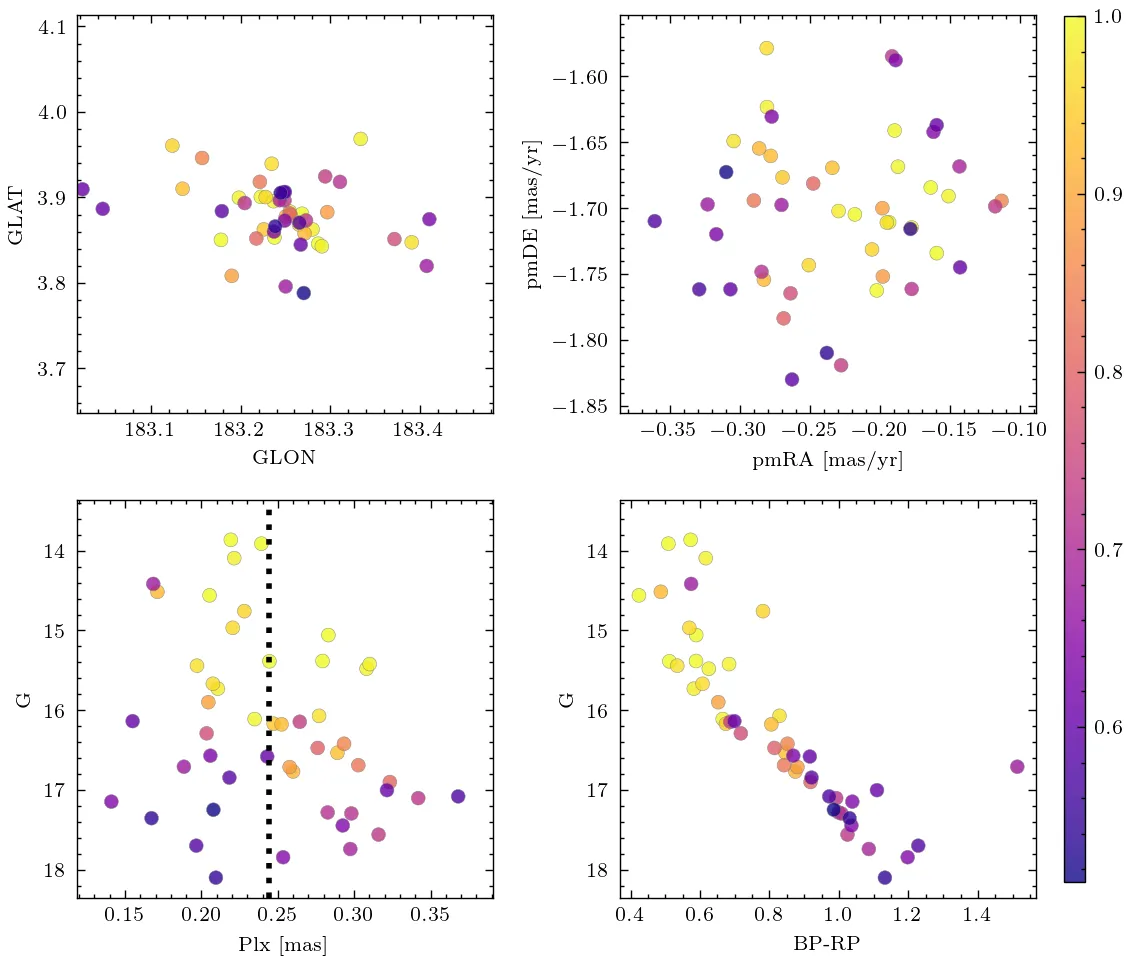 4.1
4.0
3.9
3.8
3.7
GLAT
183.1 183.2 183.3 183.4
GLON
−1.60
−1.65
−1.70
−1.75
−1.80
−1.85
pmDE [mas/yr]
−0.35 −0.30 −0.25 −0.20 −0.15 −0.10
pmRA [mas/yr]
1.0
0.9
0.8
0.7
0.6
14
15
16
17
18
G
0.15 0.20 0.25 0.30 0.35
Plx [mas]
14
15
16
17
18
G
0.4 0.6 0.8 1.0 1.2 1.4
BP-RP